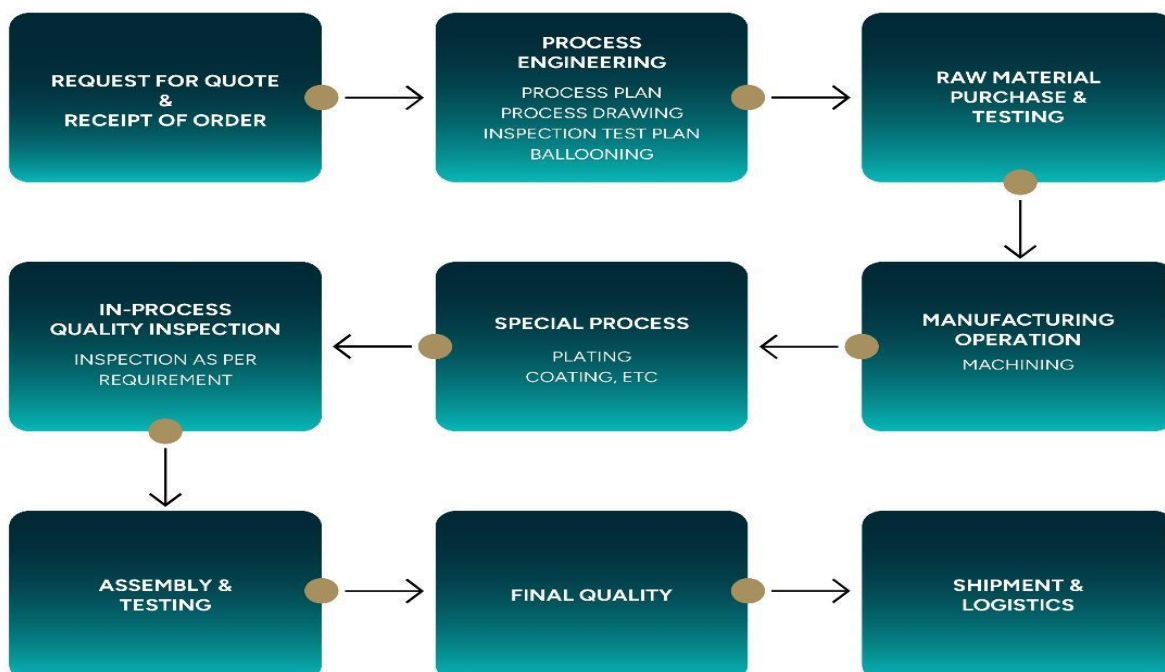 REQUEST FOR QUOTE
&
RECEIPT OF ORDER
PROCESS
ENGINEERING
PROCESS PLAN
PROCESS DRAWING
INSPECTION TEST PLAN
BALLOONING
RAW MATERIAL
PURCHASE &
TESTING
MANUFACTURING
OPERATION
MACHINING
SPECIAL PROCESS
PLATING
COATING, ETC
IN-PROCESS
QUALITY INSPECTION
INSPECTION AS PER
REQUIREMENT
ASSEMBLY &
TESTING
FINAL QUALITY
SHIPMENT &
LOGISTICS